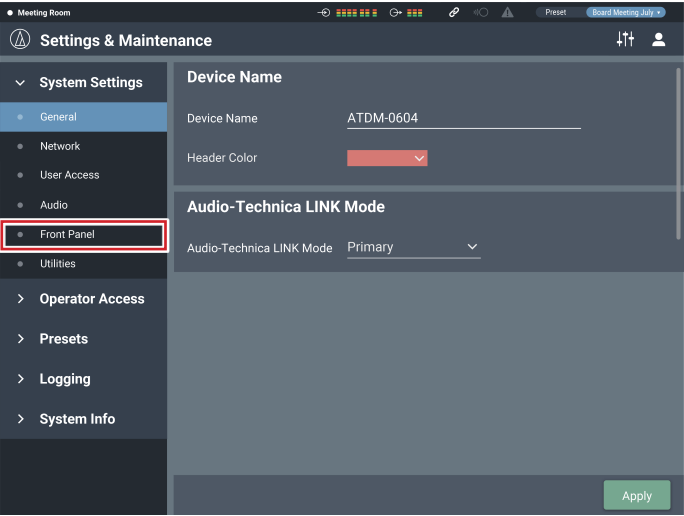 Meeting Room
Preset
Board Meeting July
Settings & Maintenance
System Settings
General
Network
User Access
Audio
Front Panel
Utilities
Operator Access
Presets
Logging
System Info
Device Name
Device Name ATDM-0604
Header Color
Audio-Technica LINK Mode
Audio-Technica LINK Mode Primary
Apply